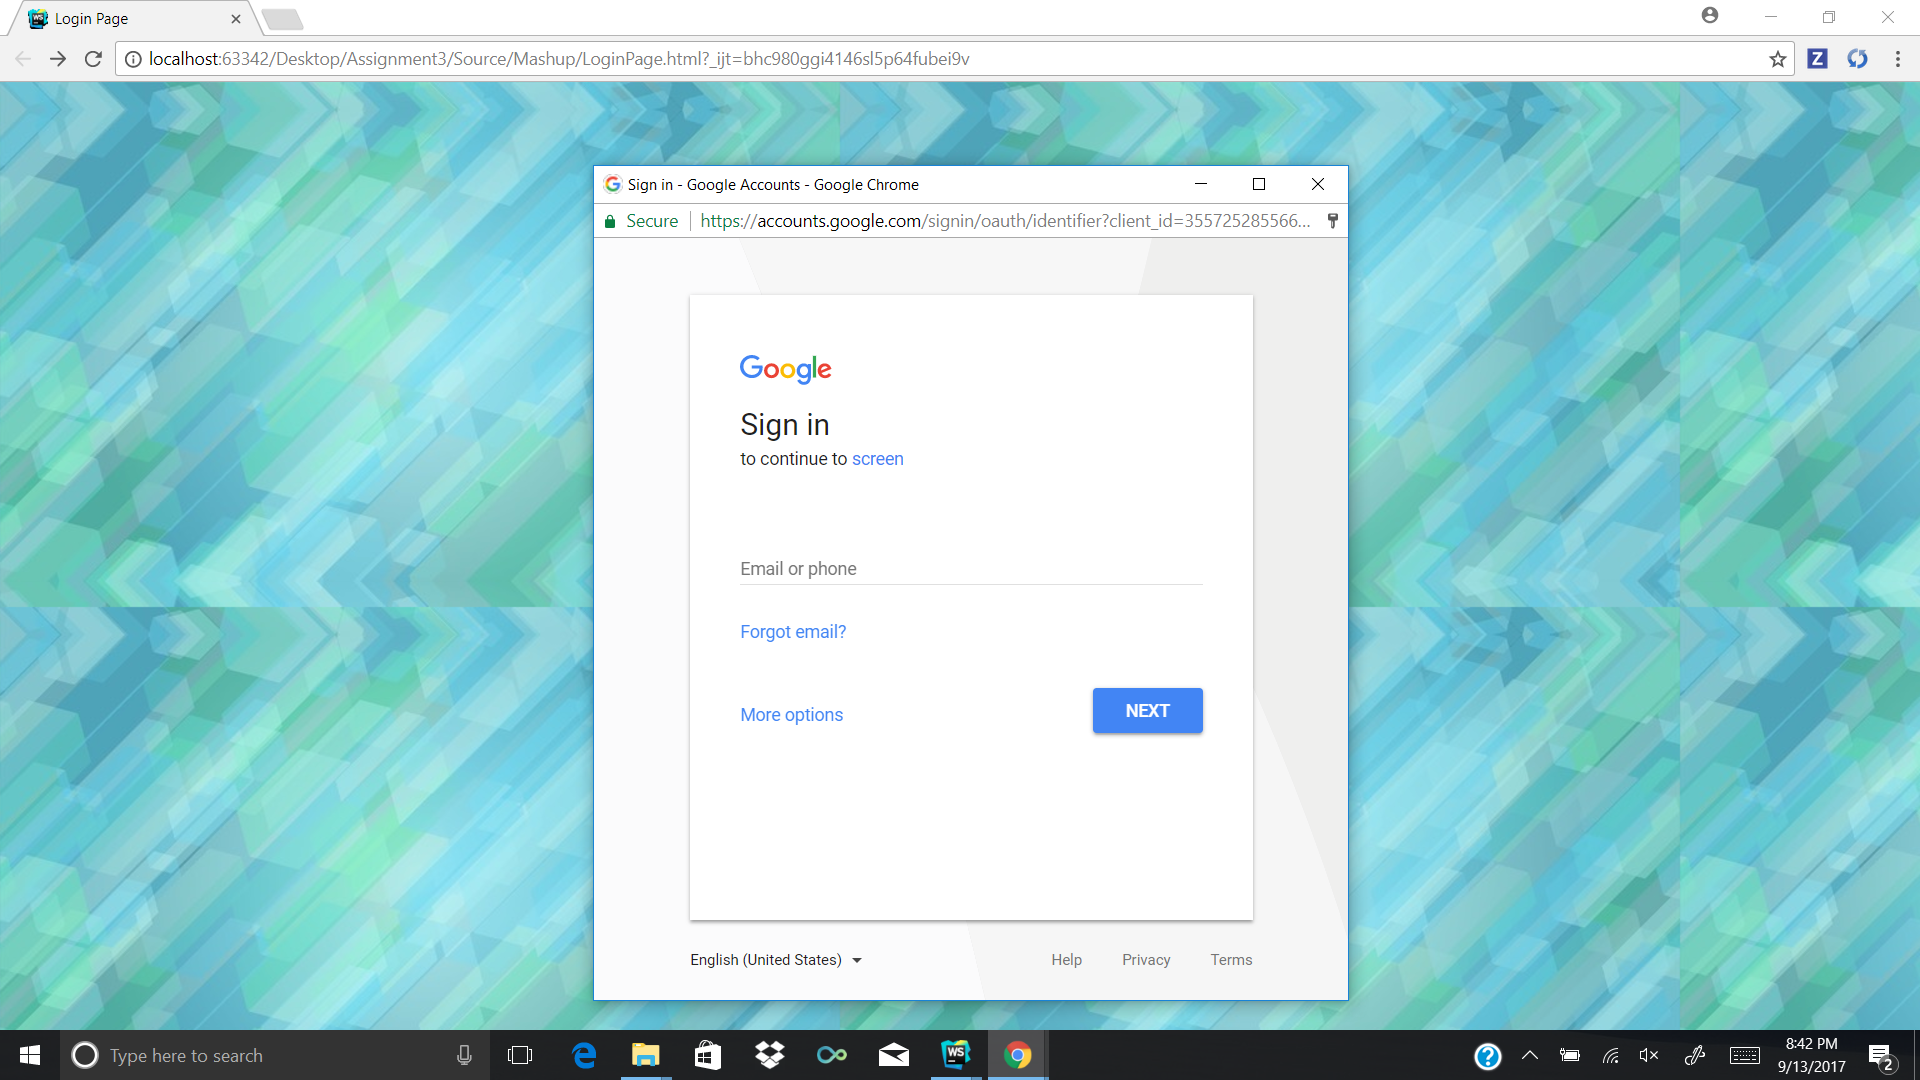 Login Page
localhost:63342/Desktop/Assignment3/Source/Mashup/LoginPage.html?_ijt=bhc980ggi4146sl5p64fubei9v
Z
Sign in - Google Accounts - Google Chrome
Secure
https://accounts.google.com/signin/oauth/identifier?client_id=355725285566...
Google
Sign in
to continue to screen
Email or phone
Forgot email?
More options
NEXT
English (United States)
Help
Privacy
Terms
Type here to search
WS
8:42 PM
9/13/2017
2